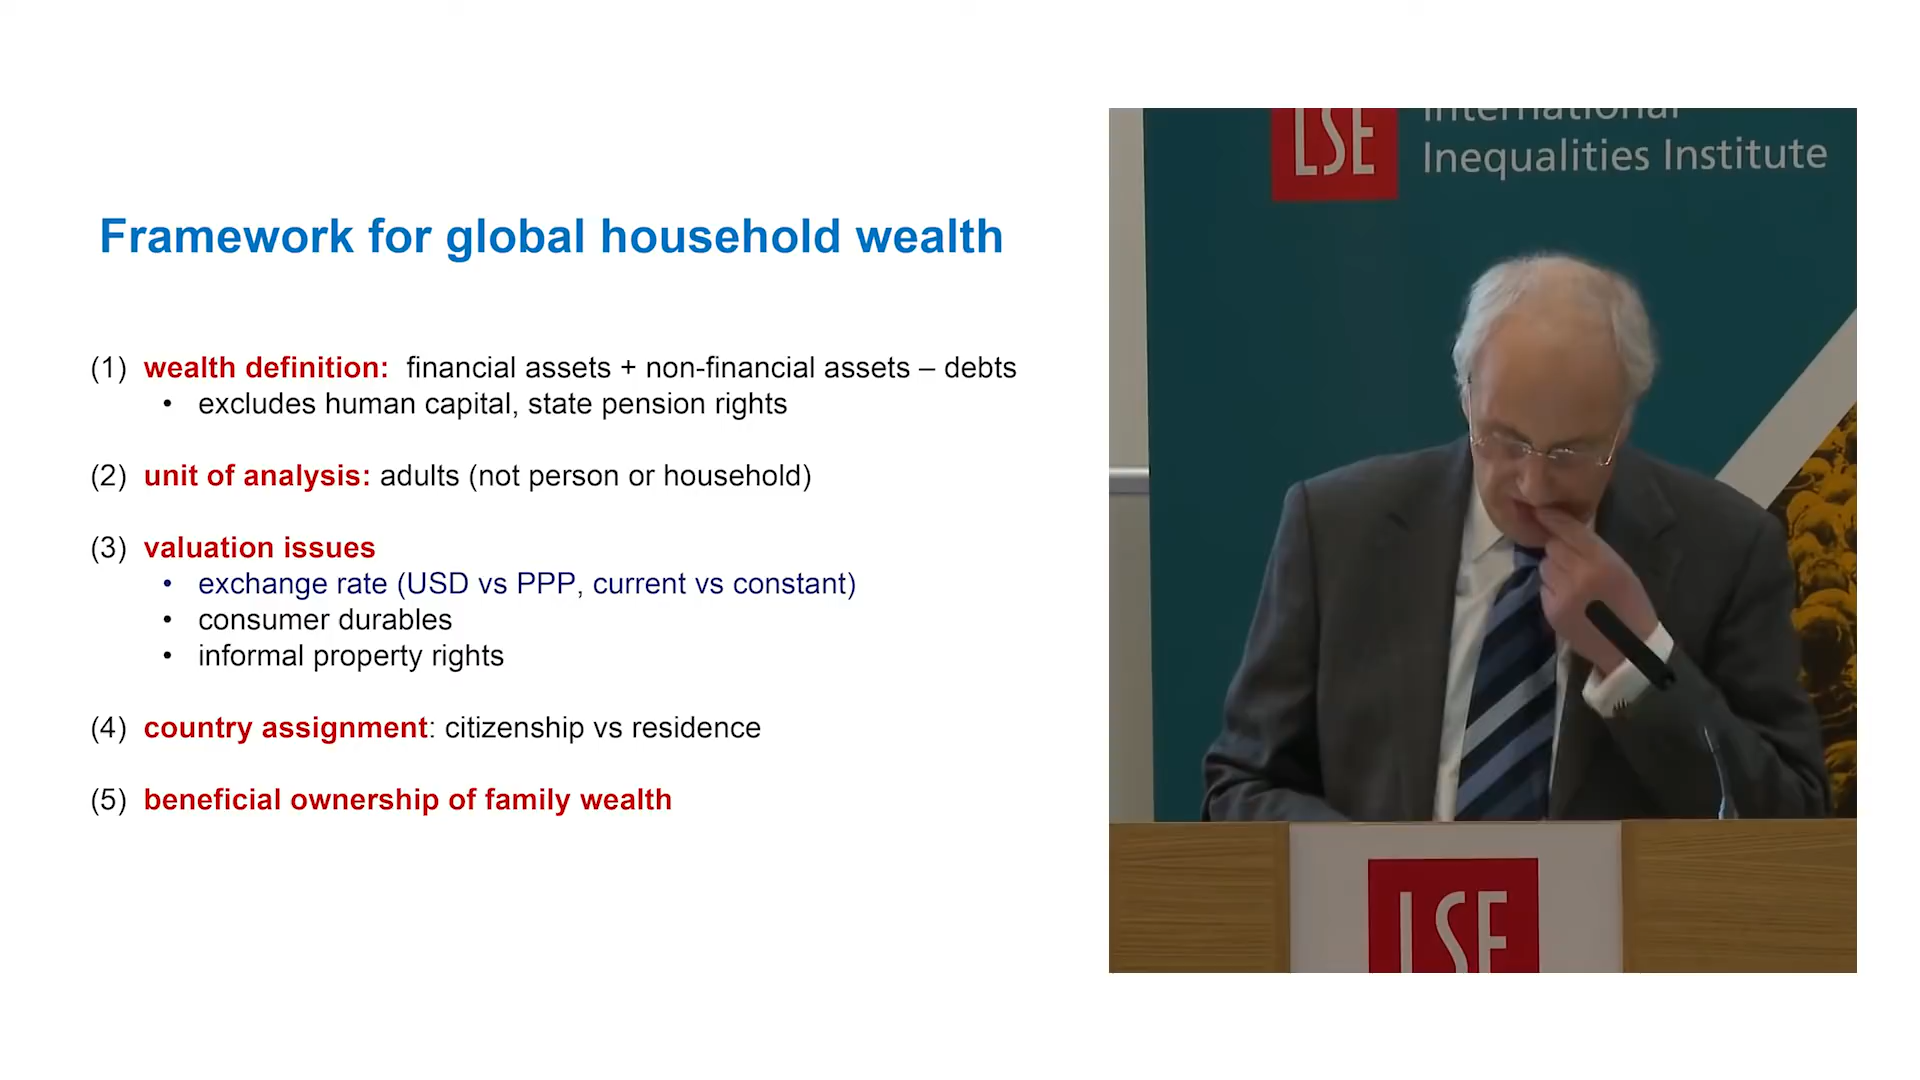 Framework for global household wealth
(1) wealth definition: financial assets + non-financial assets – debts
• excludes human capital, state pension rights
(2) unit of analysis: adults (not person or household)
(3) valuation issues
• exchange rate (USD vs PPP, current vs constant)
• consumer durables
• informal property rights
(4) country assignment: citizenship vs residence
(5) beneficial ownership of family wealth
LSE
International
Inequalities Institute
LSE